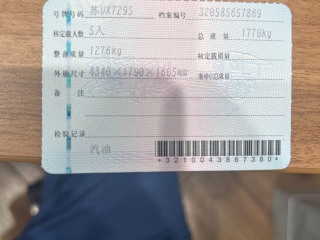 号牌号码 苏UX729S 档案编号 320585657869
核定载人数 5人 总质量 1770kg
整备质量 1276kg 核定载质量
外廓尺寸 4340×1790×1605mm 准牵引总质量
备注
检验记录
汽油
*3210043867380*